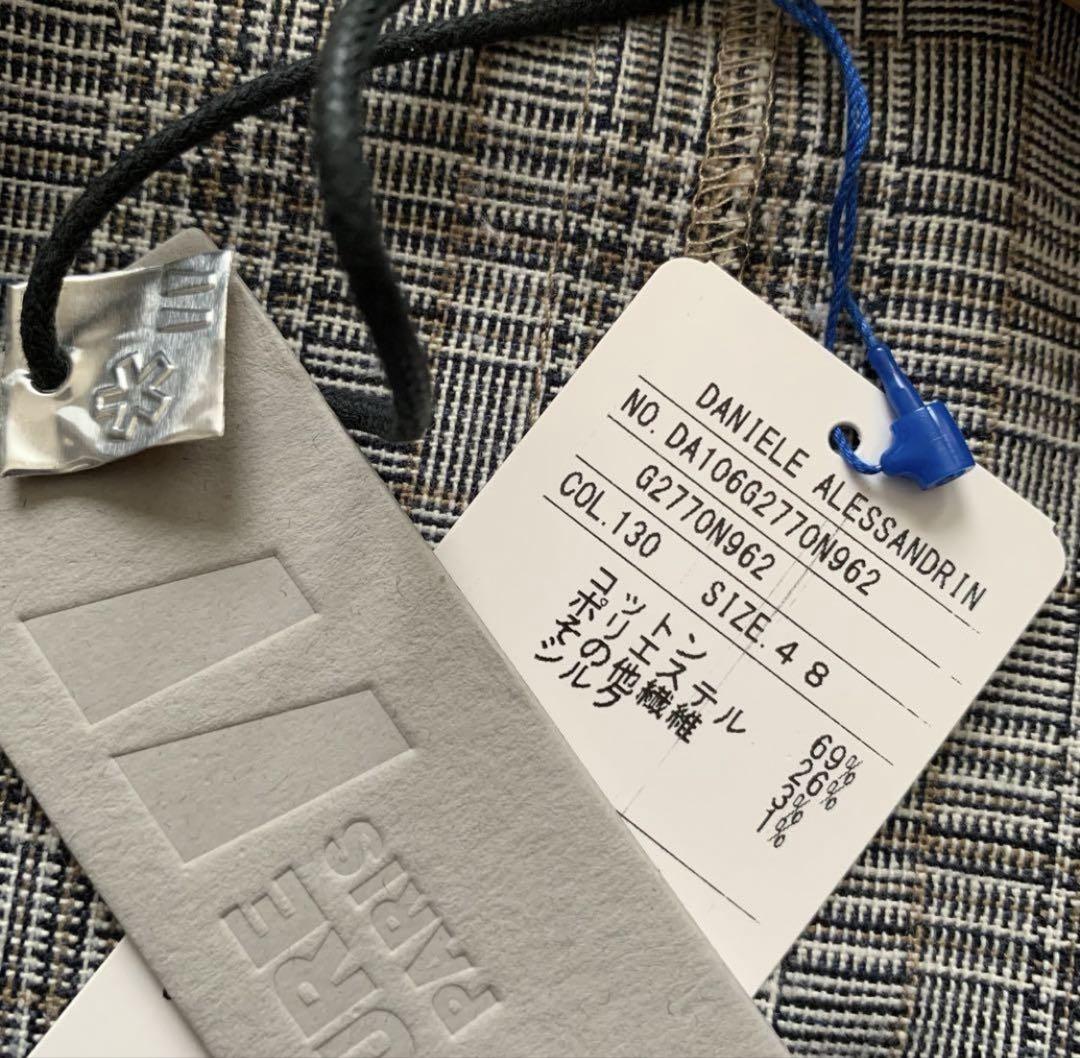 DANIELE ALESSANDRIN
NO. DA106G2770N962
G2770N962
COL.130 SIZE.48
コットン 69%
ポリエステル 26%
その他繊維 3%
シルク 1%
URE
PARIS